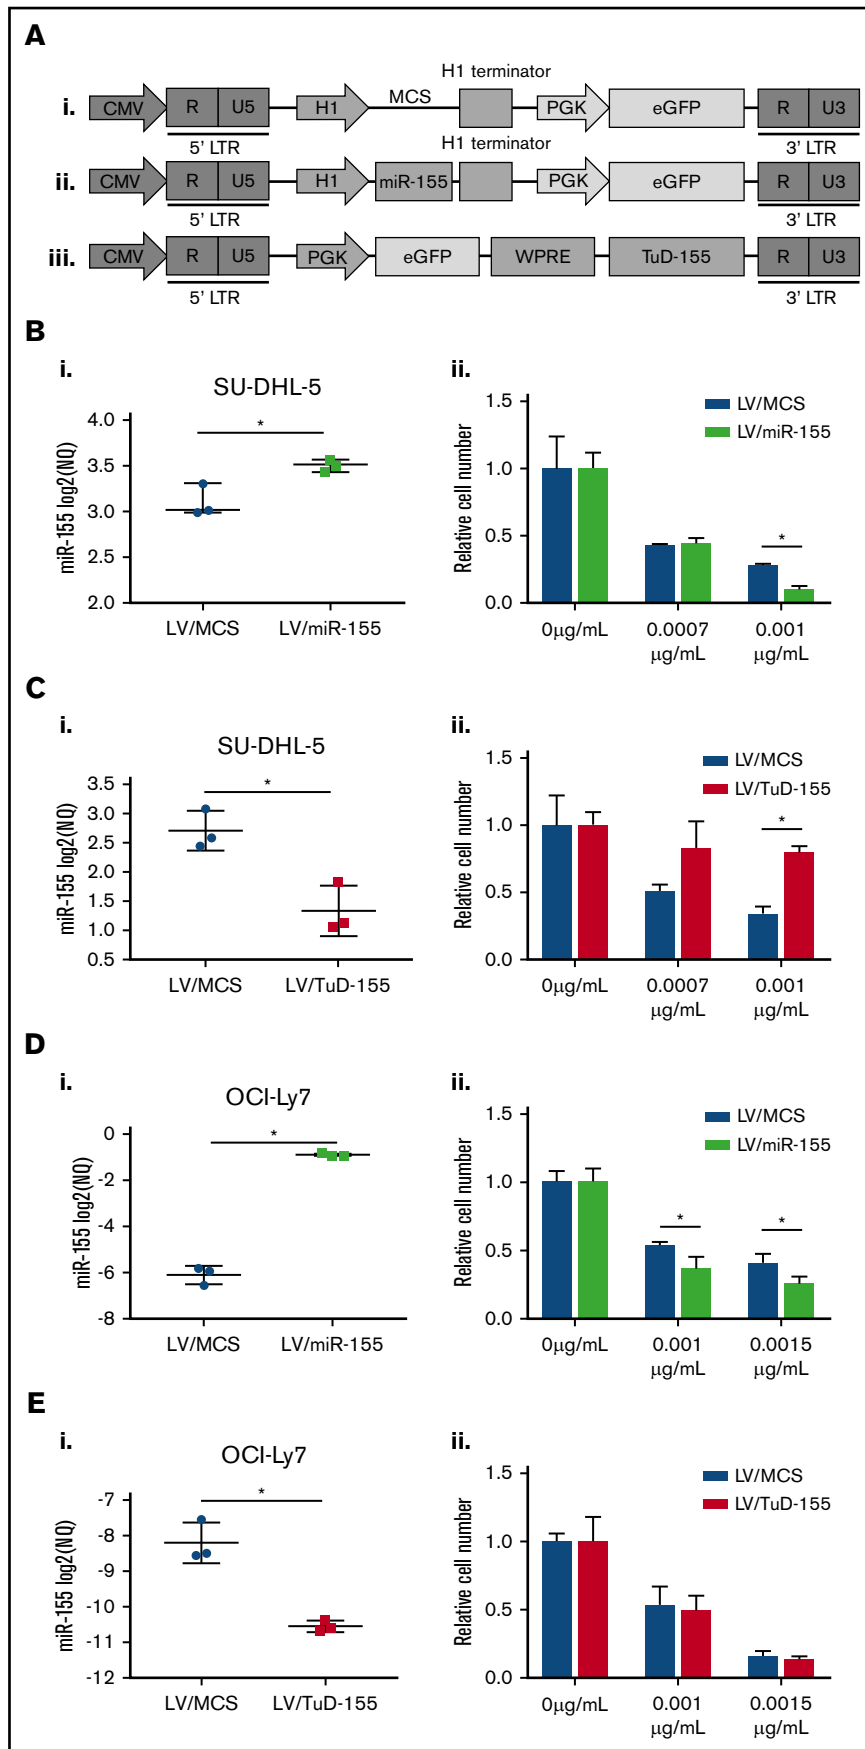 A
H1 terminator
i.
CMV R U5 H1 MCS PGK eGFP R U3
5' LTR
3' LTR
H1 terminator
ii.
CMV R U5 H1 miR-155 PGK eGFP R U3
5' LTR
3' LTR
iii.
CMV R U5 PGK eGFP WPRE TuD-155 R U3
5' LTR
3' LTR
B
i.
SU-DHL-5
miR-155 log2(NQ)
4.0
3.5
3.0
2.5
2.0
*
LV/MCS LV/miR-155
ii.
Relative cell number
1.5
1.0
0.5
0.0
LV/MCS
LV/miR-155
*
0μg/mL 0.0007 0.001
μg/mL μg/mL
C
i.
SU-DHL-5
miR-155 log2(NQ)
3.5
3.0
2.5
2.0
1.5
1.0
0.5
*
LV/MCS LV/TuD-155
ii.
Relative cell number
1.5
1.0
0.5
0.0
LV/MCS
LV/TuD-155
*
0μg/mL 0.0007 0.001
μg/mL μg/mL
D
i.
OCI-Ly7
miR-155 log2(NQ)
0
-2
-4
-6
-8
*
LV/MCS LV/miR-155
ii.
Relative cell number
1.5
1.0
0.5
0.0
LV/MCS
LV/miR-155
* *
0μg/mL 0.001 0.0015
μg/mL μg/mL
E
i.
OCI-Ly7
miR-155 log2(NQ)
-7
-8
-9
-10
-11
-12
*
LV/MCS LV/TuD-155
ii.
Relative cell number
1.5
1.0
0.5
0.0
LV/MCS
LV/TuD-155
0μg/mL 0.001 0.0015
μg/mL μg/mL